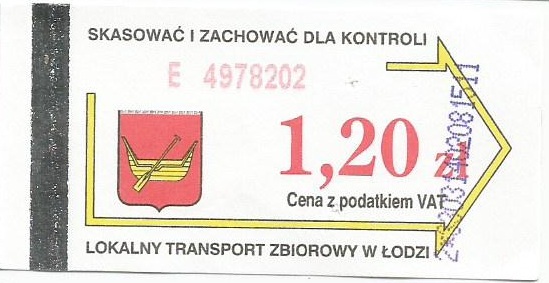 SKASOWAĆ I ZACHOWAĆ DLA KONTROLI
E 4978202
1,20 zł
Cena z podatkiem VAT
LOKALNY TRANSPORT ZBIOROWY W ŁODZI